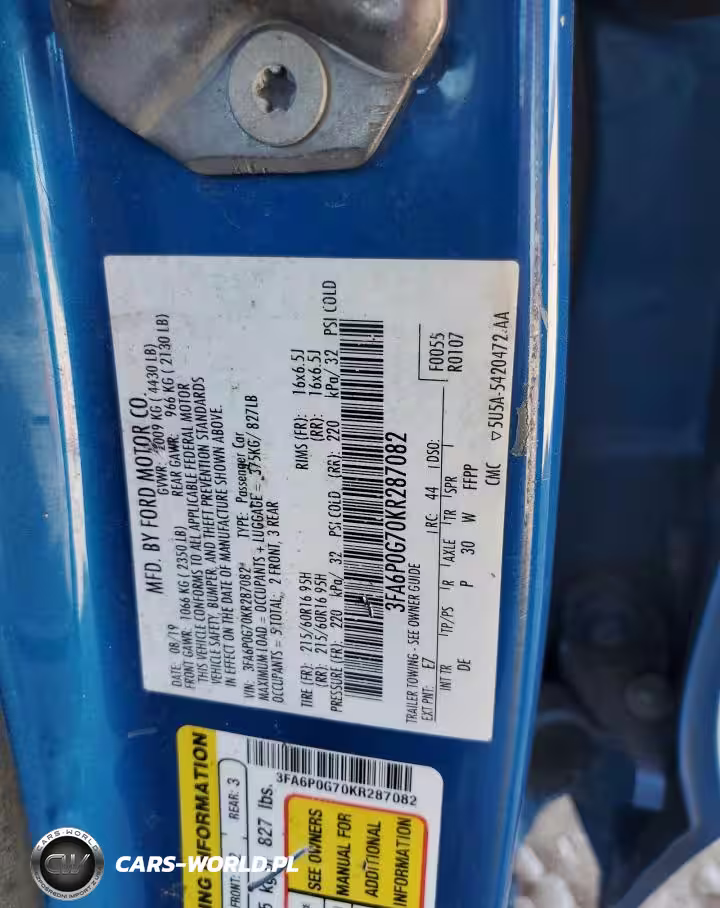 MFD. BY FORD MOTOR CO.
DATE: 08/19 GVWR: 2009 KG ( 4430 LB)
FRONT GAWR: 1066 KG ( 2350 LB) REAR GAWR: 966 KG ( 2130 LB)
THIS VEHICLE CONFORMS TO ALL APPLICABLE FEDERAL MOTOR
VEHICLE SAFETY, BUMPER, AND THEFT PREVENTION STANDARDS
IN EFFECT ON THE DATE OF MANUFACTURE SHOWN ABOVE.
VIN: 3FA6P0G70KR287082* TYPE: Passenger Car
MAXIMUM LOAD = OCCUPANTS + LUGGAGE = 375KG/ 827LB
OCCUPANTS = 5 TOTAL: 2 FRONT, 3 REAR
TIRE (FR): 215/60R16 95H RIMS (FR): 16x6.5J
(RR): 215/60R16 95H (RR): 16x6.5J
PRESSURE (FR): 220 kPa/ 32 PSI COLD (RR): 220 kPa/ 32 PSI COLD
3FA6P0G70KR287082
TRAILER TOWING - SEE OWNER GUIDE
F0055
R0107
EXT PNT: E7 RC: 44 DSO:
INT TR TP/PS R AXLE TR SPR
DE P 30 W FFPP
CMC ▽5U5A-5420472-AA
INFORMATION
REAR: 3
827 lbs.
3FA6P0G70KR287082
SEE OWNERS
MANUAL FOR
ADDITIONAL
INFORMATION
CARS-WORLD
CW
CARS-WORLD.PL